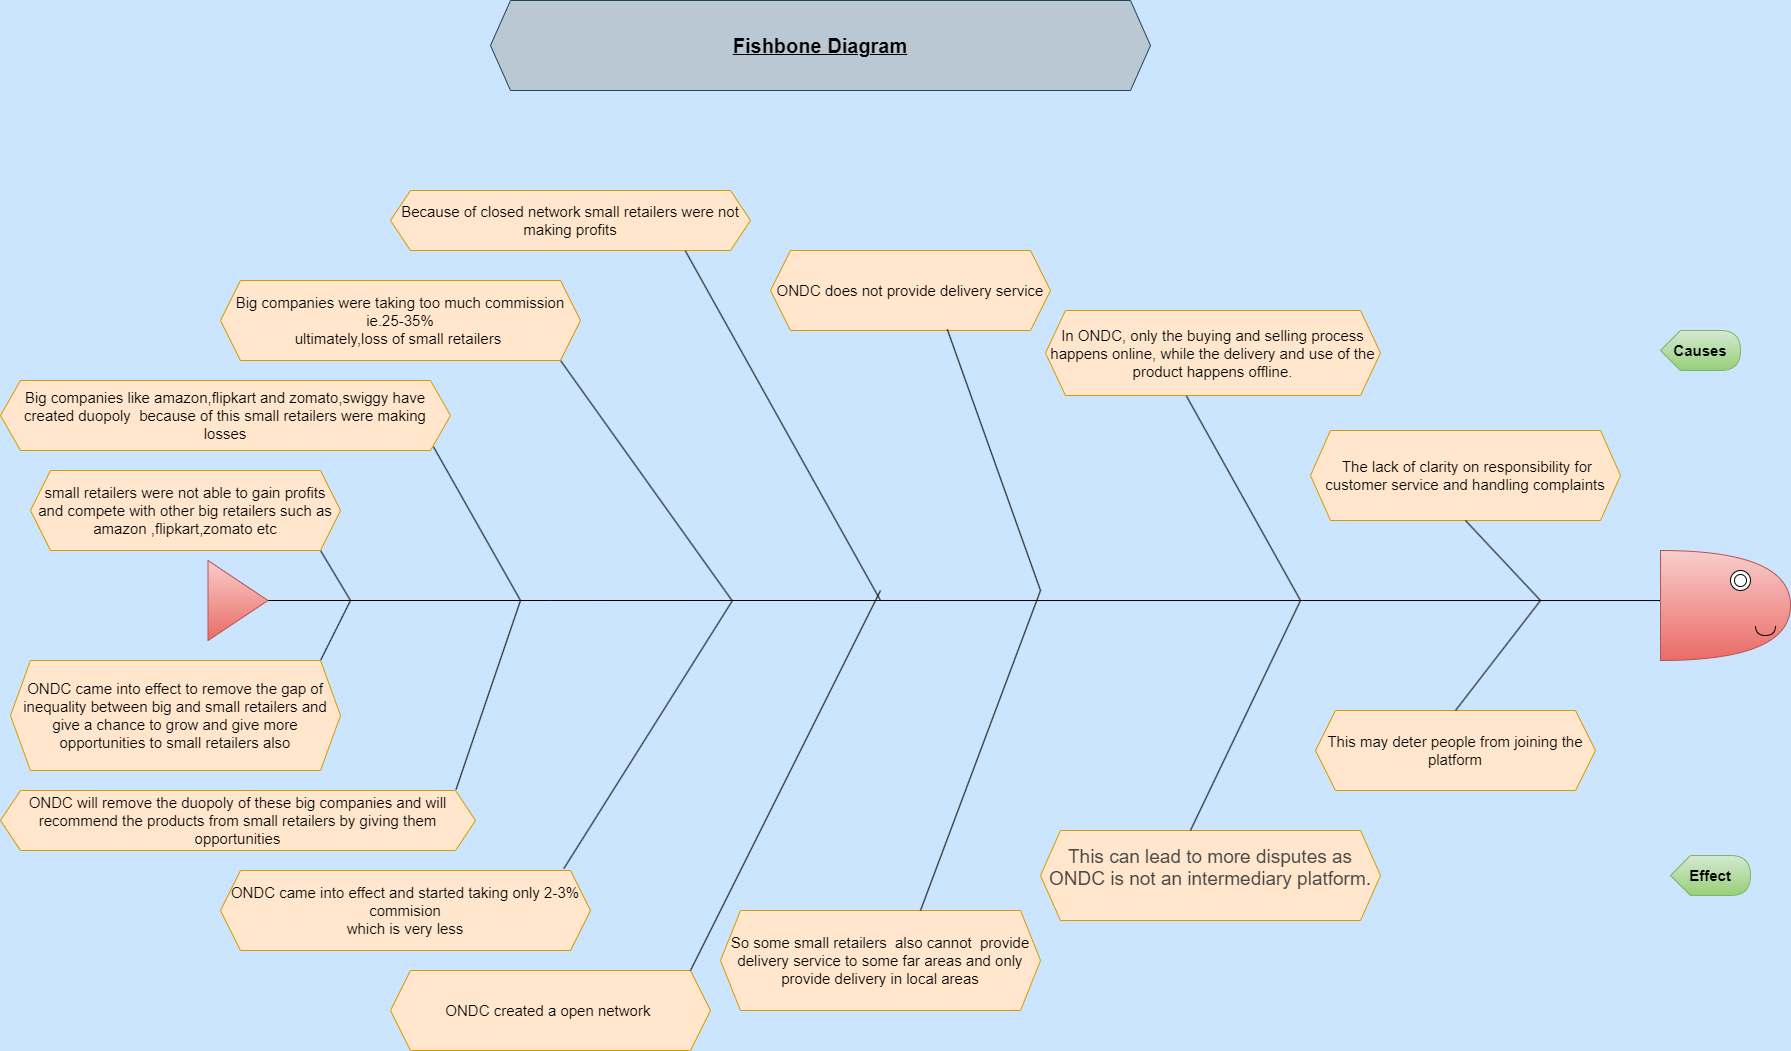 Fishbone Diagram
Because of closed network small retailers were not
making profits
Big companies were taking too much commission
ie.25-35%
ultimately,loss of small retailers
ONDC does not provide delivery service
In ONDC, only the buying and selling process
happens online, while the delivery and use of the
product happens offline.
Causes
Big companies like amazon,flipkart and zomato,swiggy have
created duopoly  because of this small retailers were making
losses
The lack of clarity on responsibility for
customer service and handling complaints
small retailers were not able to gain profits
and compete with other big retailers such as
amazon ,flipkart,zomato etc
ONDC came into effect to remove the gap of
inequality between big and small retailers and
give a chance to grow and give more
opportunities to small retailers also
This may deter people from joining the
platform
ONDC will remove the duopoly of these big companies and will
recommend the products from small retailers by giving them
opportunities
This can lead to more disputes as
ONDC is not an intermediary platform.
Effect
ONDC came into effect and started taking only 2-3%
commision
which is very less
So some small retailers  also cannot  provide
delivery service to some far areas and only
provide delivery in local areas
ONDC created a open network